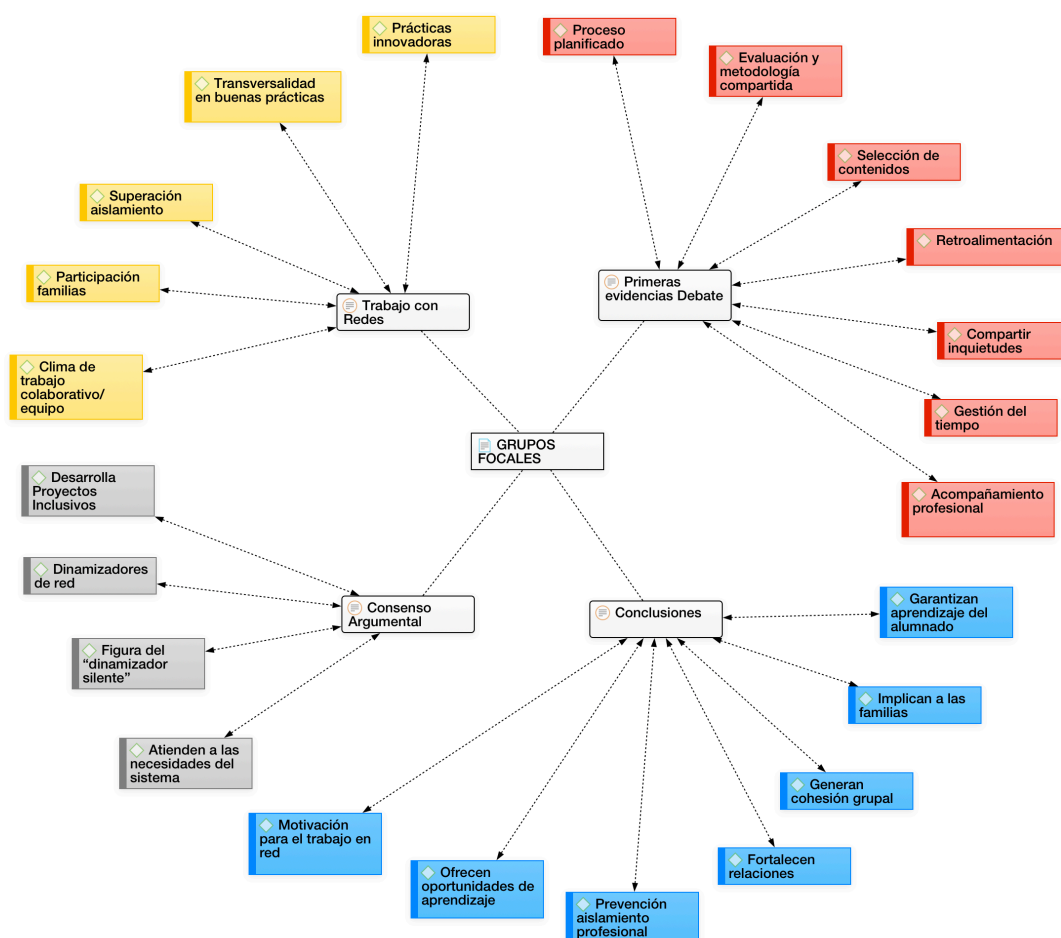 Prácticas
innovadoras
Transversalidad
en buenas prácticas
Superación
aislamiento
Participación
familias
Clima de
trabajo
colaborativo/
equipo
Trabajo con
Redes
Proceso
planificado
Evaluación y
metodología
compartida
Selección de
contenidos
Retroalimentación
Compartir
inquietudes
Gestión del
tiempo
Acompañamiento
profesional
Primeras
evidencias Debate
GRUPOS
FOCALES
Desarrolla
Proyectos
Inclusivos
Dinamizadores
de red
Figura del
“dinamizador
silente”
Atienden a las
necesidades del
sistema
Consenso
Argumental
Conclusiones
Garantizan
aprendizaje del
alumnado
Implican a las
familias
Generan
cohesión grupal
Fortalecen
relaciones
Prevención
aislamiento
profesional
Ofrecen
oportunidades de
aprendizaje
Motivación
para el trabajo en
red